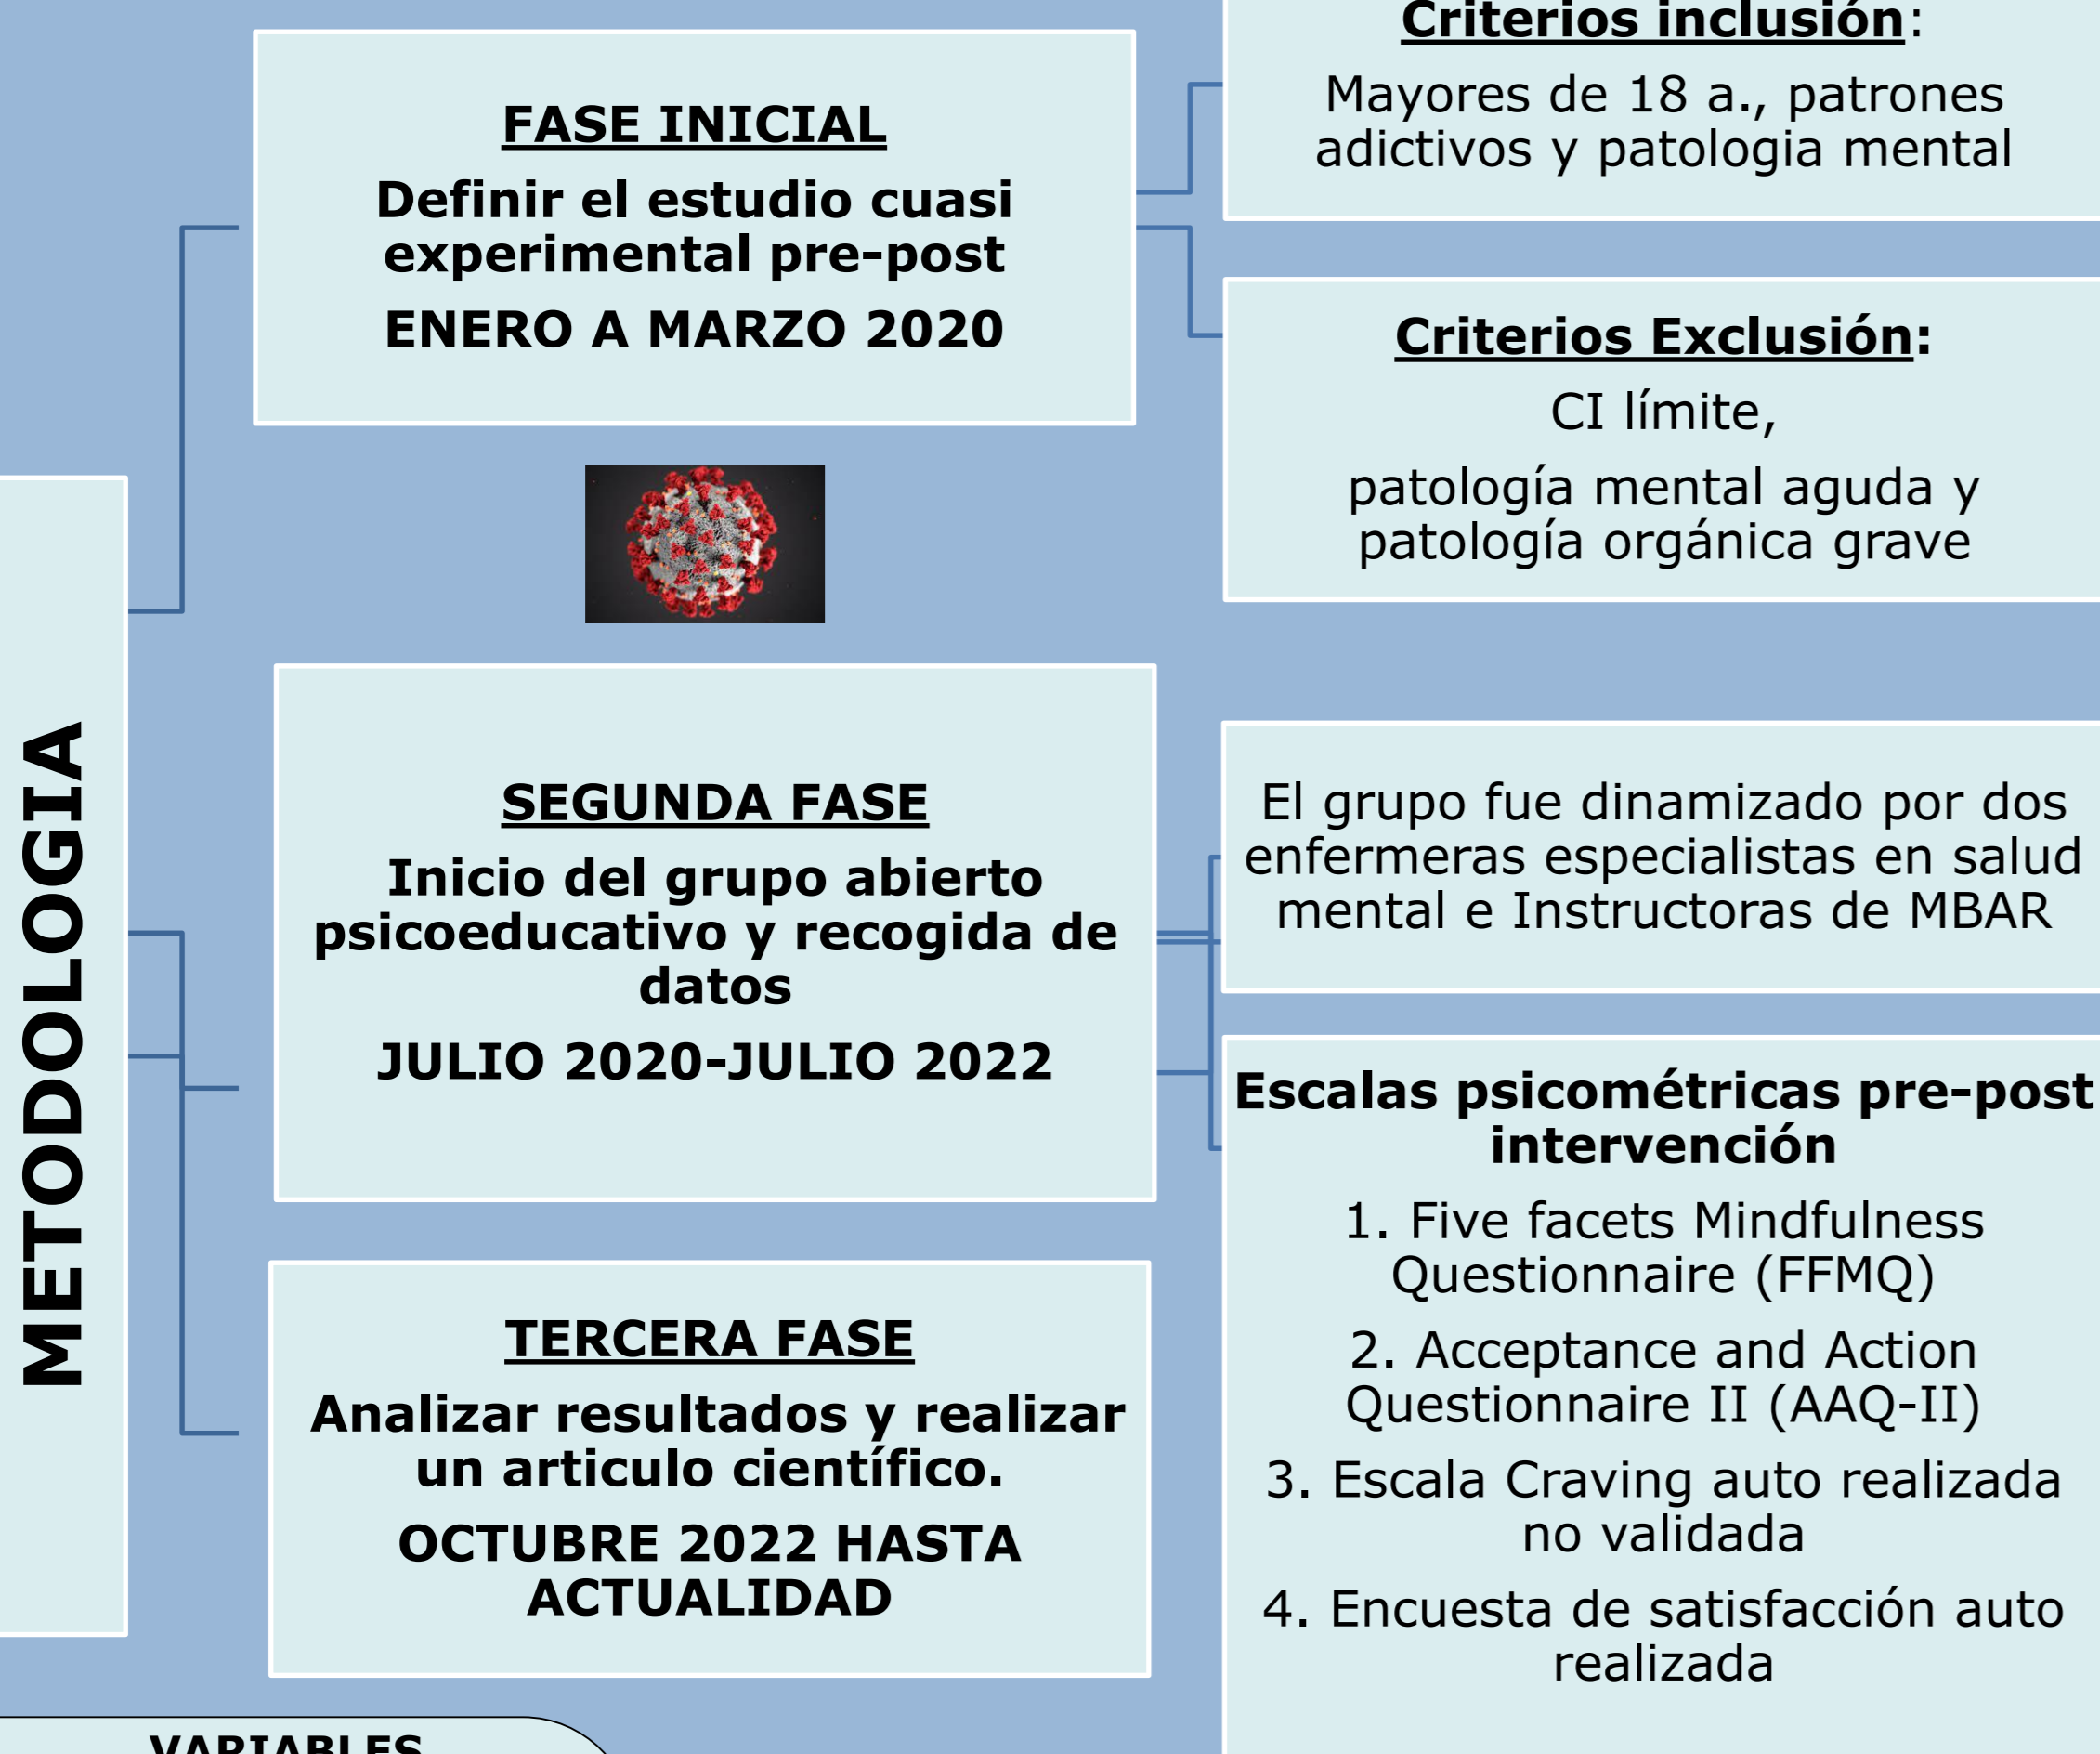 METODOLOGIA
FASE INICIAL
Definir el estudio cuasi
experimental pre-post
ENERO A MARZO 2020
Criterios inclusión:
Mayores de 18 a., patrones
adictivos y patologia mental
Criterios Exclusión:
CI límite,
patología mental aguda y
patología orgánica grave
SEGUNDA FASE
Inicio del grupo abierto
psicoeducativo y recogida de
datos
JULIO 2020-JULIO 2022
El grupo fue dinamizado por dos
enfermeras especialistas en salud
mental e Instructoras de MBAR
Escalas psicométricas pre-post
intervención
1. Five facets Mindfulness
Questionnaire (FFMQ)
2. Acceptance and Action
Questionnaire II (AAQ-II)
3. Escala Craving auto realizada
no validada
4. Encuesta de satisfacción auto
realizada
TERCERA FASE
Analizar resultados y realizar
un articulo científico.
OCTUBRE 2022 HASTA
ACTUALIDAD
VARIABLES